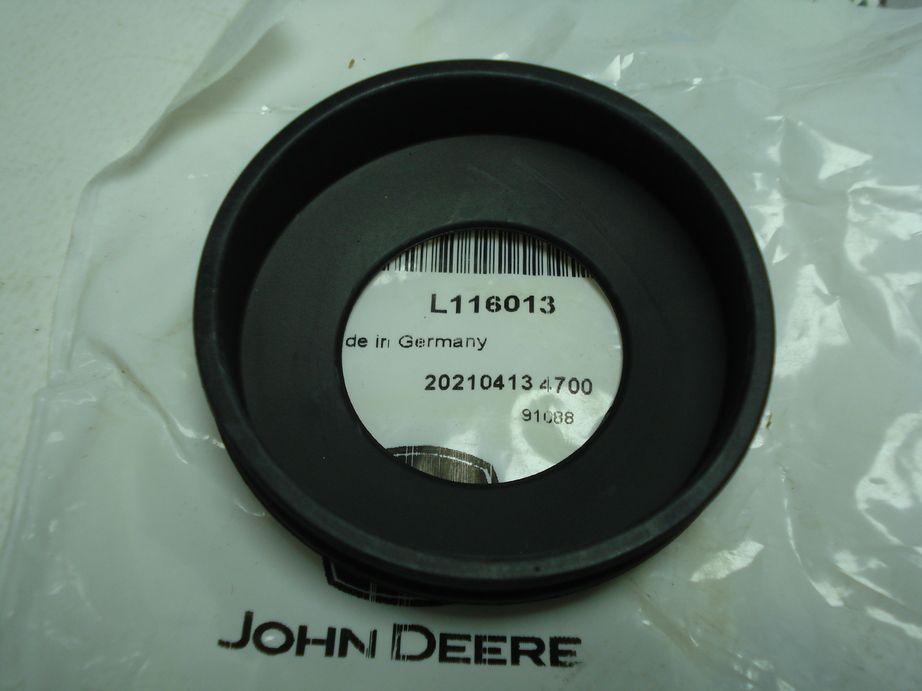 L116013
de in Germany
20210413 4700
91088
JOHN DEERE